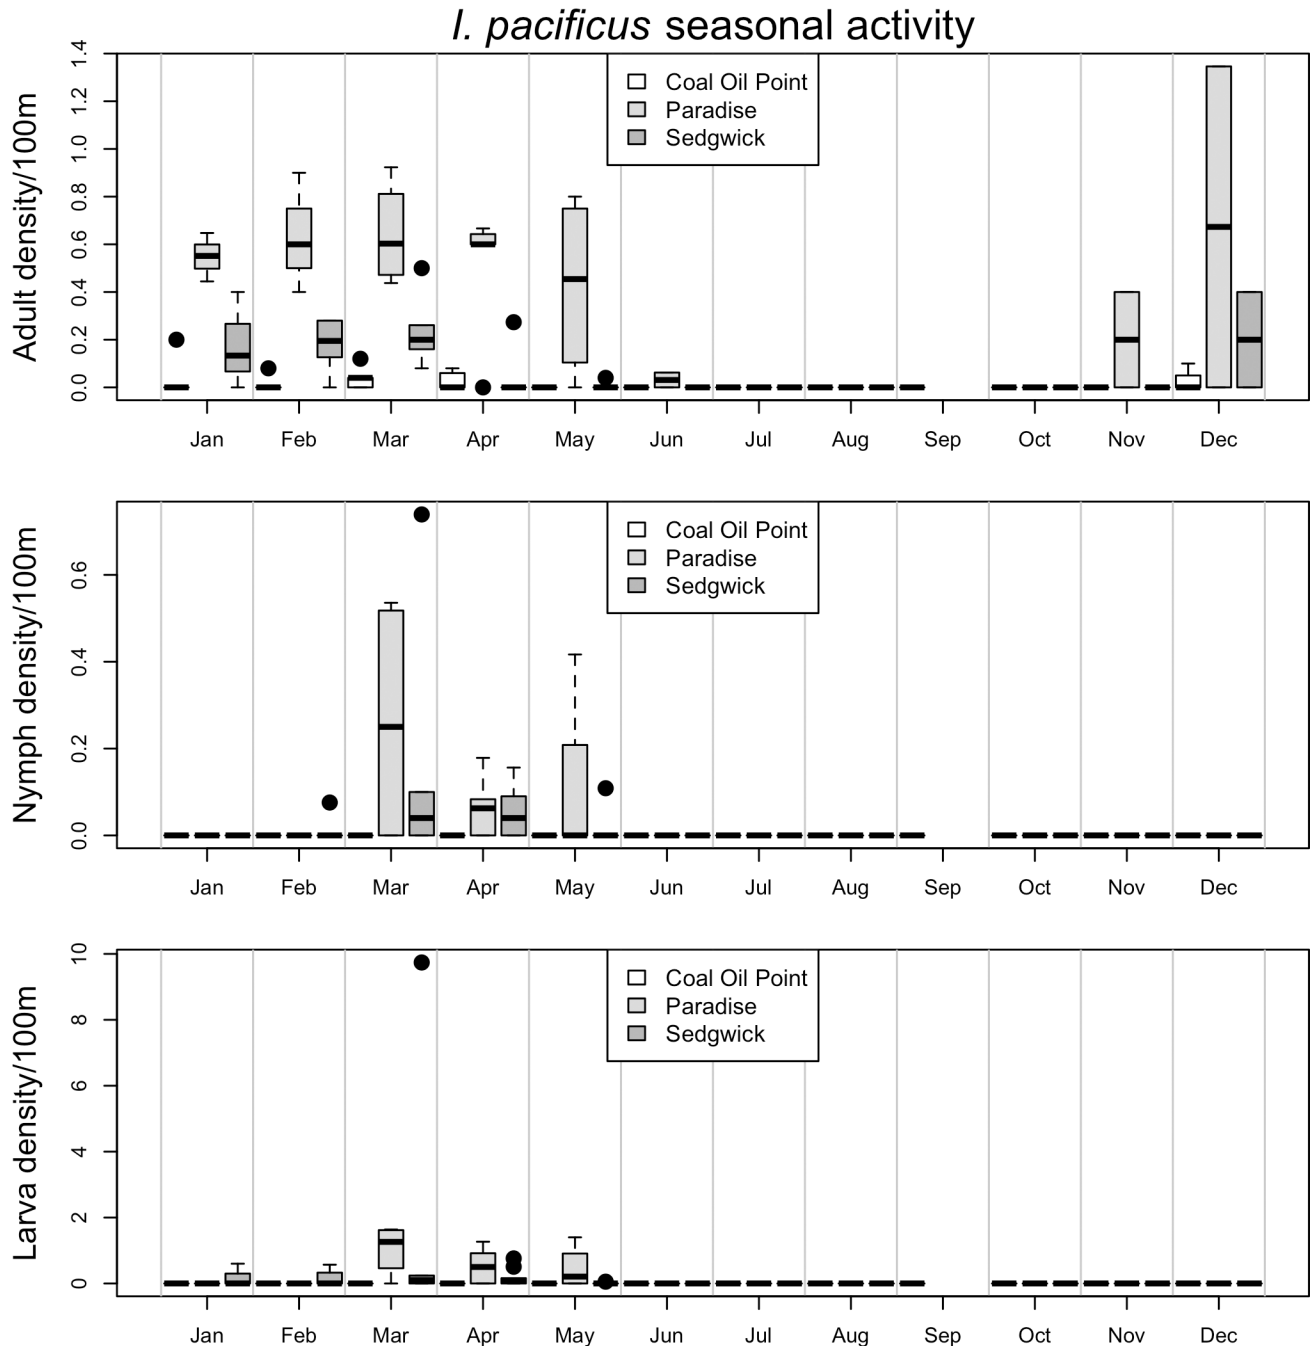 I. pacificus seasonal activity
Adult density/100m
1.4
1.2
1.0
0.8
0.6
0.4
0.2
0.0
Coal Oil Point
Paradise
Sedgwick
Jan Feb Mar Apr May Jun Jul Aug Sep Oct Nov Dec
Nymph density/100m
0.6
0.4
0.2
0.0
Coal Oil Point
Paradise
Sedgwick
Jan Feb Mar Apr May Jun Jul Aug Sep Oct Nov Dec
Larva density/100m
10
8
6
4
2
0
Coal Oil Point
Paradise
Sedgwick
Jan Feb Mar Apr May Jun Jul Aug Sep Oct Nov Dec